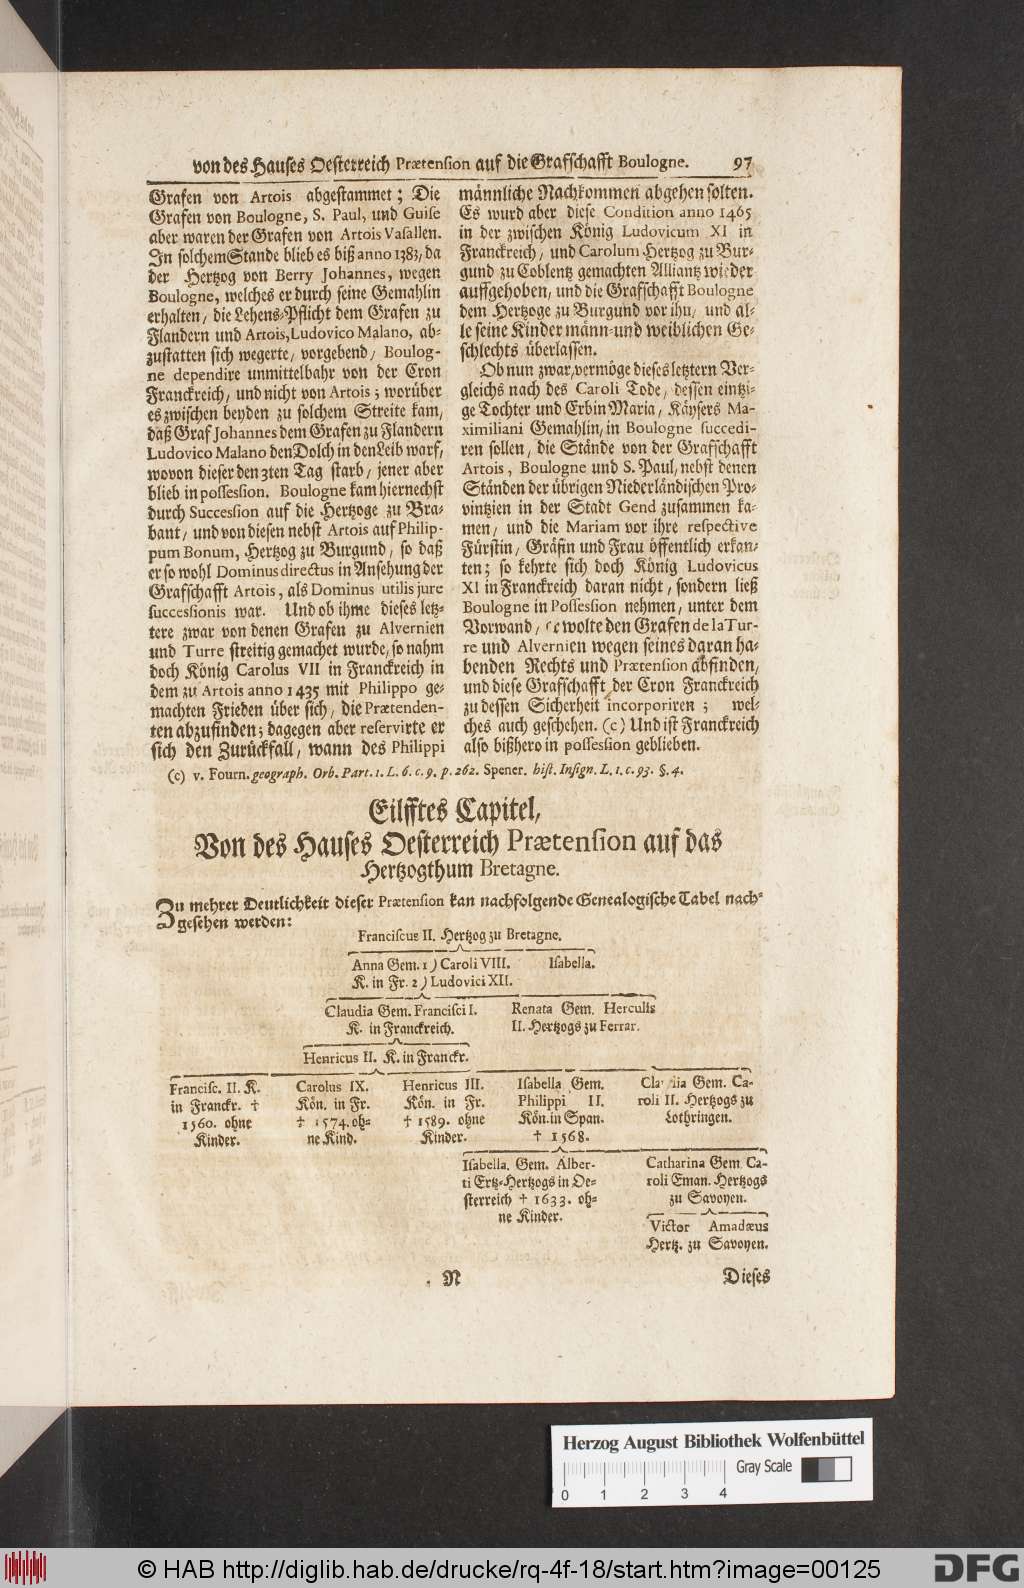 von des Hauses Oesterreich Prætension auf die Grafschafft Boulogne. 97
Grafen von Artois abgestammet; Die
Grafen von Boulogne, S. Paul, und Guise
aber waren der Grafen von Artois Vasallen.
In solchem Stande blieb es biß anno 1383, da
der Hertzog von Berry Johannes, wegen
Boulogne, welches er durch seine Gemahlin
erhalten, die Lehens-Pflicht dem Grafen zu
Flandern und Artois, Ludovico Malano, ab-
zustatten sich wegerte, vorgebend, Boulog-
ne dependire unmittelbahr von der Cron
Franckreich, und nicht von Artois; worüber
es zwischen beyden zu solchem Streite kam,
daß Graf Johannes dem Grafen zu Flandern
Ludovico Malano den Dolch in den Leib warf,
wovon dieser den 3ten Tag starb, jener aber
blieb in possession. Boulogne kam hiernechst
durch Succession auf die Hertzoge zu Bra-
bant, und von diesen nebst Artois auf Philip-
pum Bonum, Hertzog zu Burgund, so daß
er so wohl Dominus directus in Ansehung der
Grafschafft Artois, als Dominus utilis jure
successionis war. Und ob ihme dieses letz-
tere zwar von denen Grafen zu Alvernien
und Turre streitig gemachet wurde, so nahm
doch König Carolus VII in Franckreich in
dem zu Artois anno 1435 mit Philippo ge-
machten Frieden über sich, die Prætenden-
ten abzufinden; dagegen aber reservirte er
sich den Zurückfall, wann des Philippi
männliche Nachkommen abgehen solten.
Es wurd aber diese Condition anno 1465
in der zwischen König Ludovicum XI in
Franckreich, und Carolum Hertzog zu Bur-
gund zu Coblentz gemachten Alliantz wieder
auffgehoben, und die Grafschafft Boulogne
dem Hertzoge zu Burgund vor ihn, und al-
le seine Kinder männ- und weiblichen Ge-
schlechts überlassen.
Ob nun zwar, vermöge dieses letztern Ver-
gleichs nach des Caroli Tode, dessen eintzi-
ge Tochter und Erbin Maria, Käysers Ma-
ximiliani Gemahlin, in Boulogne succedi-
ren sollen, die Stände von der Grafschafft
Artois, Boulogne und S. Paul, nebst denen
Ständen der übrigen Niederländischen Pro-
vintzien in der Stadt Gend zusammen ka-
men, und die Mariam vor ihre respective
Fürstin, Gräfin und Frau öffentlich erkan-
ten; so kehrte sich doch König Ludovicus
XI in Franckreich daran nicht, sondern ließ
Boulogne in Possession nehmen, unter dem
Vorwand, er wolte den Grafen de la Tur-
re und Alvernien wegen seines daran ha-
benden Rechts und Prætension abfinden,
und diese Grafschafft der Cron Franckreich
zu dessen Sicherheit incorporiren; wel-
ches auch geschehen. (c) Und ist Franckreich
also bißhero in possession geblieben.
(c) v. Fourn. geograph. Orb. Part. 1. L. 6. c. 9. p. 262. Spener. hist. Insign. L. 1. c. 93. §. 4.
Eilfftes Capitel,
Von des Hauses Oesterreich Prætension auf das
Hertzogthum Bretagne.
Zu mehrer Deutlichkeit dieser Prætension kan nachfolgende Genealogische Tabel nach-
gesehen werden:
Franciscus II. Hertzog zu Bretagne.
Anna Gem. 1) Caroli VIII. Isabella.
K. in Fr. 2) Ludovici XII.
Claudia Gem. Francisci I. Renata Gem. Herculis
K. in Franckreich. II. Hertzogs zu Ferrar.
Henricus II. K. in Franckr.
Francisc. II. K. Carolus IX. Henricus III. Isabella Gem. Claudia Gem. Ca-
in Franckr. † Kön. in Fr. Kön. in Fr. Philippi II. roli II. Hertzogs zu
1560. ohne † 1574. oh- † 1589. ohne Kön. in Span. Lothringen.
Kinder. ne Kind. Kinder. † 1568.
Isabella. Gem. Alber- Catharina Gem. Ca-
ti Ertz-Hertzogs in Oe- roli Eman. Hertzogs
sterreich † 1633. oh- zu Savoyen.
ne Kinder.
Victor Amadæus
Hertz. zu Savoyen.
N Dieses
Herzog August Bibliothek Wolfenbüttel
Gray Scale
0 1 2 3 4
© HAB http://diglib.hab.de/drucke/rq-4f-18/start.htm?image=00125
DFG